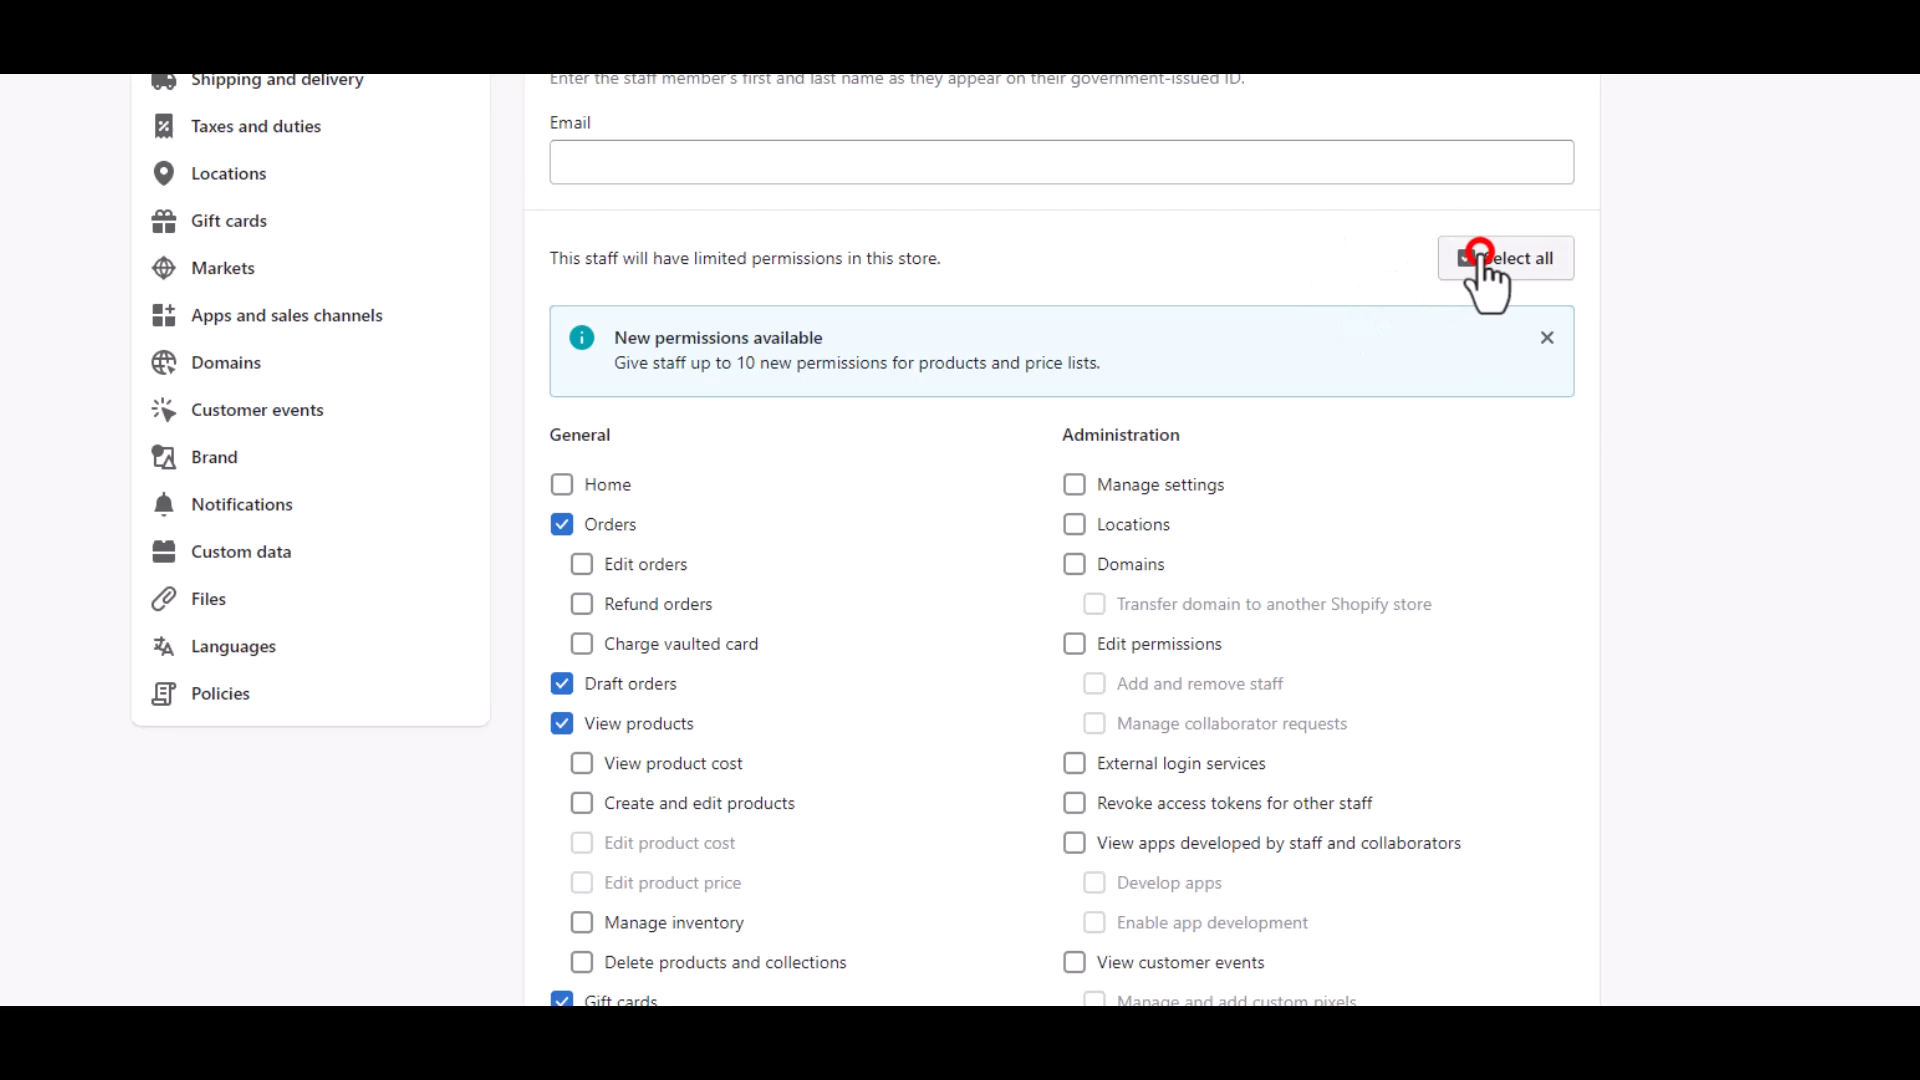 Shipping and delivery
Taxes and duties
Locations
Gift cards
Markets
Apps and sales channels
Domains
Customer events
Brand
Notifications
Custom data
Files
Languages
Policies
Enter the staff member's first and last name as they appear on their government-issued ID.
Email
This staff will have limited permissions in this store.
Select all
New permissions available
Give staff up to 10 new permissions for products and price lists.
General
Home
Orders
Edit orders
Refund orders
Charge vaulted card
Draft orders
View products
View product cost
Create and edit products
Edit product cost
Edit product price
Manage inventory
Delete products and collections
Gift cards
Administration
Manage settings
Locations
Domains
Transfer domain to another Shopify store
Edit permissions
Add and remove staff
Manage collaborator requests
External login services
Revoke access tokens for other staff
View apps developed by staff and collaborators
Develop apps
Enable app development
View customer events
Manage and add custom pixels